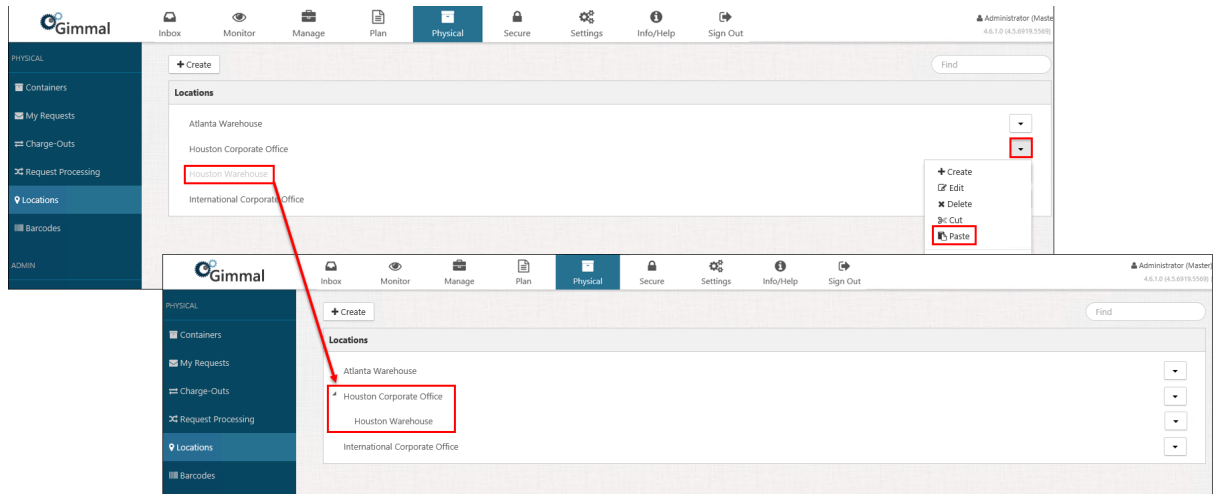 Gimmal
Inbox Monitor Manage Plan Physical Secure Settings Info/Help Sign Out
Administrator (Maste
4.6.1.0 (4.5.6919.5569)
PHYSICAL
Containers
My Requests
Charge-Outs
Request Processing
Locations
Barcodes
ADMIN
Create
Find
Locations
Atlanta Warehouse
Houston Corporate Office
Houston Warehouse
International Corporate Office
Create
Edit
Delete
Cut
Paste
Gimmal
Inbox Monitor Manage Plan Physical Secure Settings Info/Help Sign Out
Administrator (Master)
4.6.1.0 (4.5.6919.5569)
PHYSICAL
Containers
My Requests
Charge-Outs
Request Processing
Locations
Barcodes
Create
Find
Locations
Atlanta Warehouse
Houston Corporate Office
Houston Warehouse
International Corporate Office